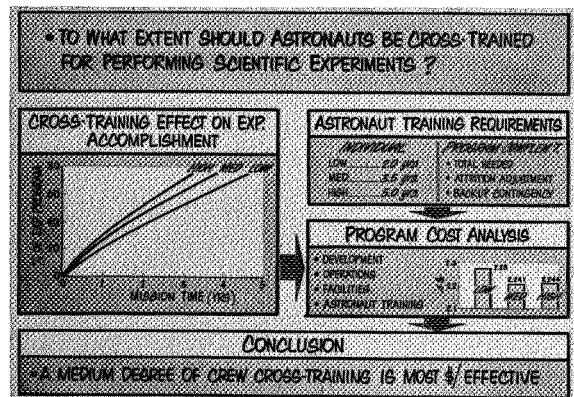 • TO WHAT EXTENT SHOULD ASTRONAUTS BE CROSS-TRAINED
FOR PERFORMING SCIENTIFIC EXPERIMENTS ?
CROSS-TRAINING EFFECT ON EXP.
ACCOMPLISHMENT
HIGH MED LOW
MISSION TIME (YRS)
ASTRONAUT TRAINING REQUIREMENTS
INDIVIDUAL
LOW 2.0 yrs
MED 3.5 yrs
HIGH 5.0 yrs
• TOTAL NEEDED
• ATTRITION ADJUSTMENT
• BACKUP CONTINGENCY
PROGRAM COST ANALYSIS
• DEVELOPMENT
• OPERATIONS
• FACILITIES
• ASTRONAUT TRAINING
LOW MED HIGH
CONCLUSION
• A MEDIUM DEGREE OF CREW CROSS-TRAINING IS MOST $/EFFECTIVE